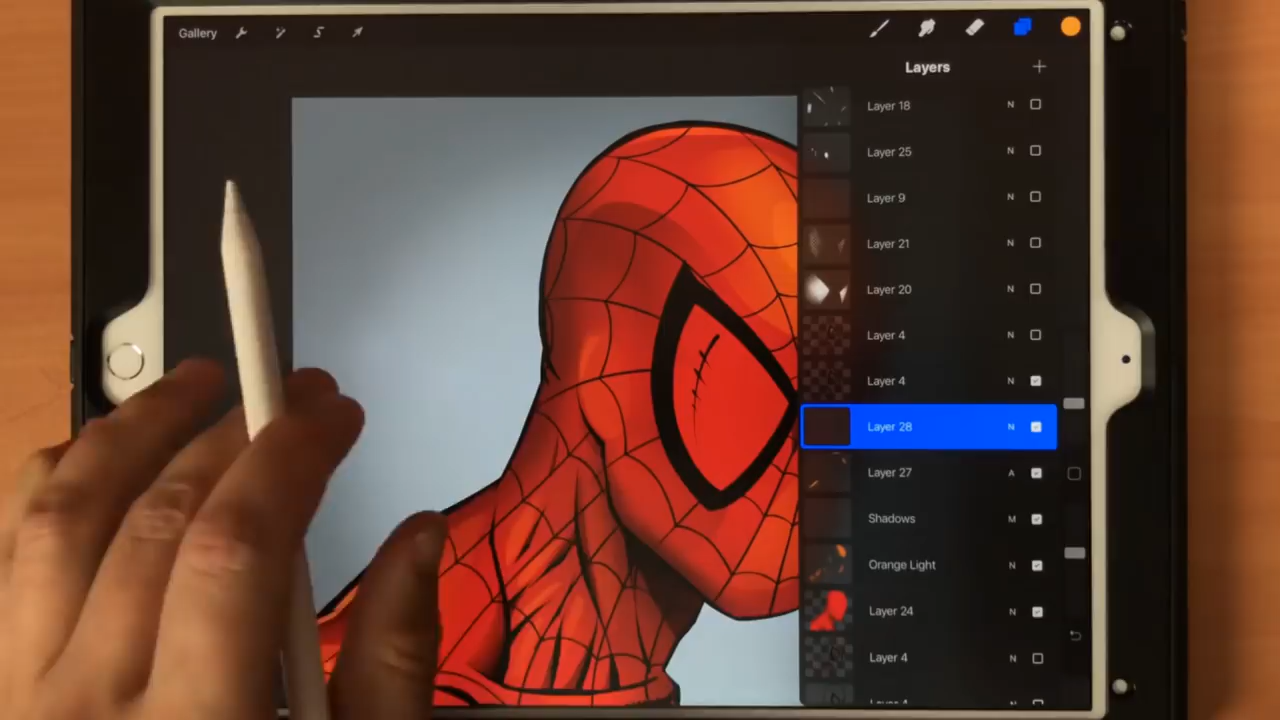 Gallery
Layers
Layer 18 N
Layer 25 N
Layer 9 N
Layer 21 N
Layer 20 N
Layer 4 N
Layer 4 N
Layer 28 N
Layer 27 A
Shadows M
Orange Light N
Layer 24 N
Layer 4 N